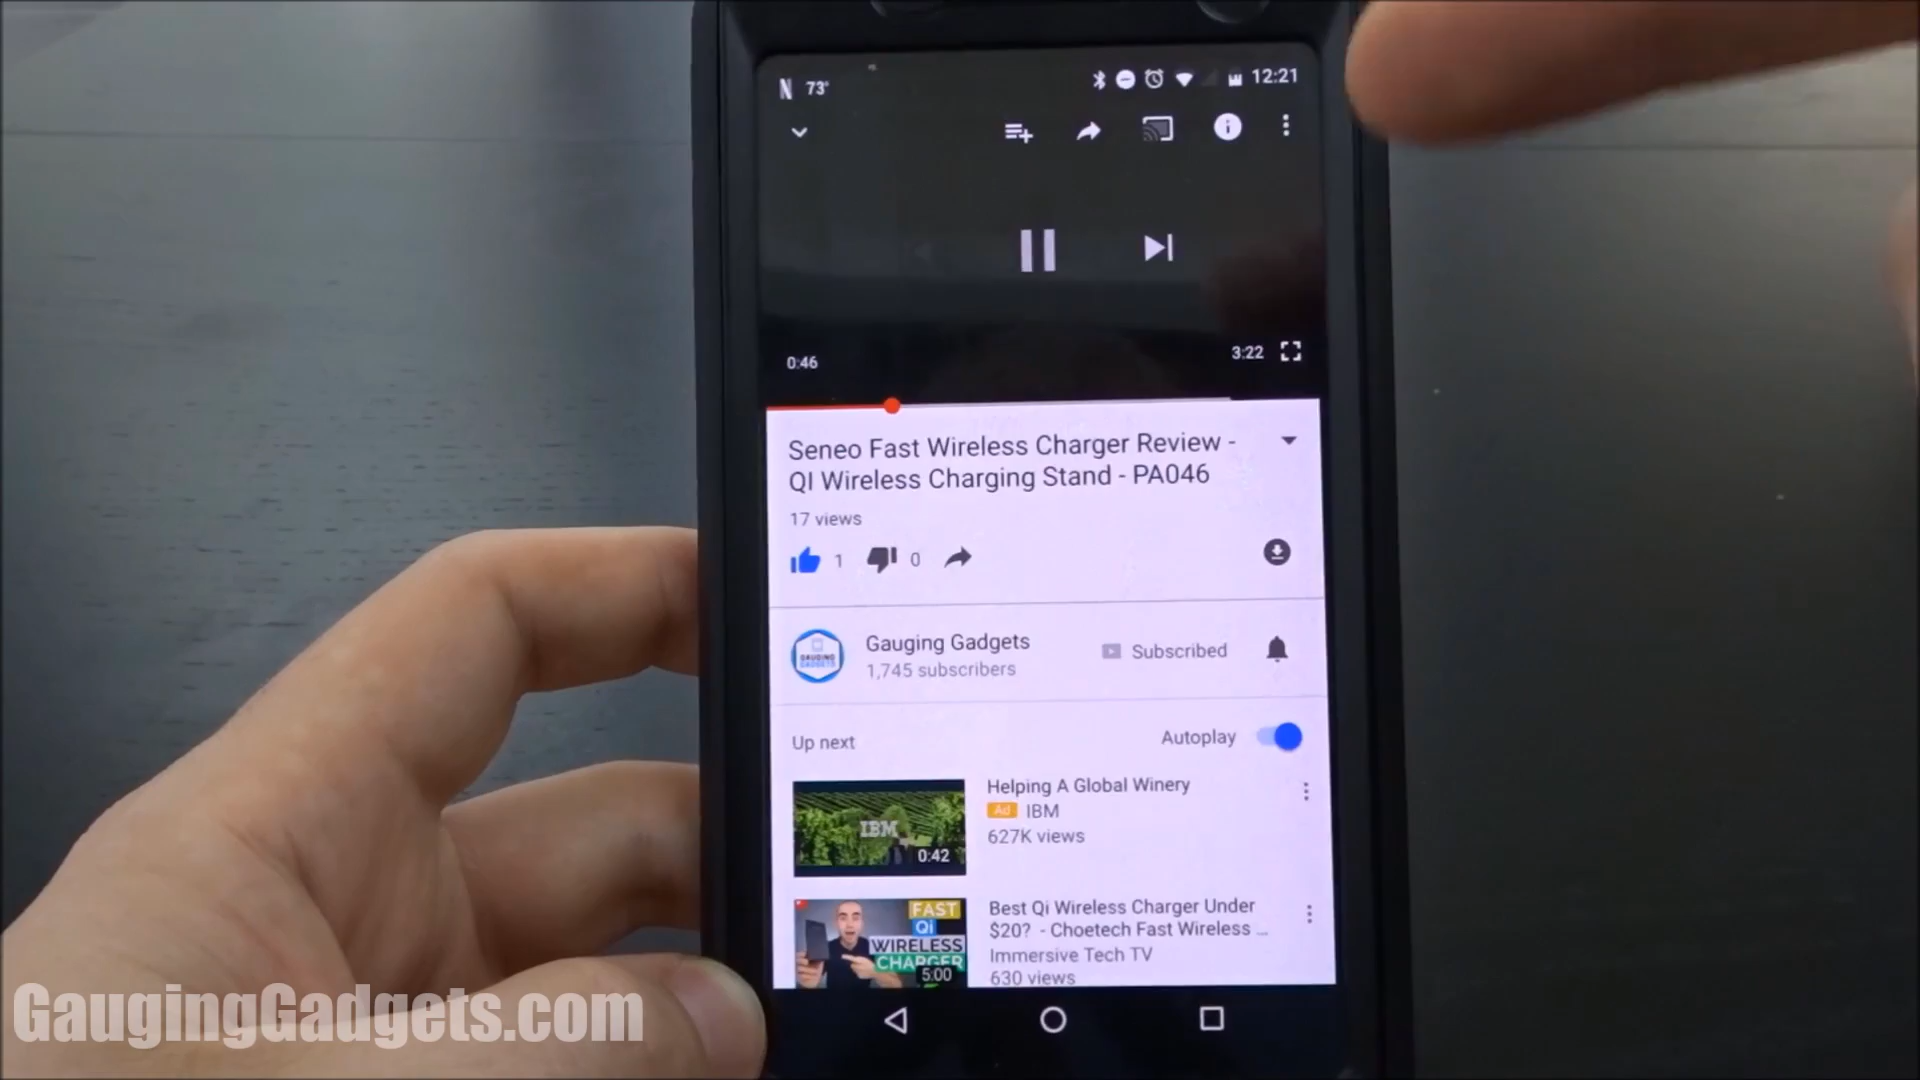 73°
12:21
0:46
3:22
Seneo Fast Wireless Charger Review -
QI Wireless Charging Stand - PA046
17 views
1
0
GAUGING
GADGETS
Gauging Gadgets
1,745 subscribers
Subscribed
Up next
Autoplay
IBM
0:42
Helping A Global Winery
Ad IBM
627K views
FAST
Qi
WIRELESS
CHARGER
5:00
Best Qi Wireless Charger Under
$20? - Choetech Fast Wireless ...
Immersive Tech TV
630 views
GaugingGadgets.com